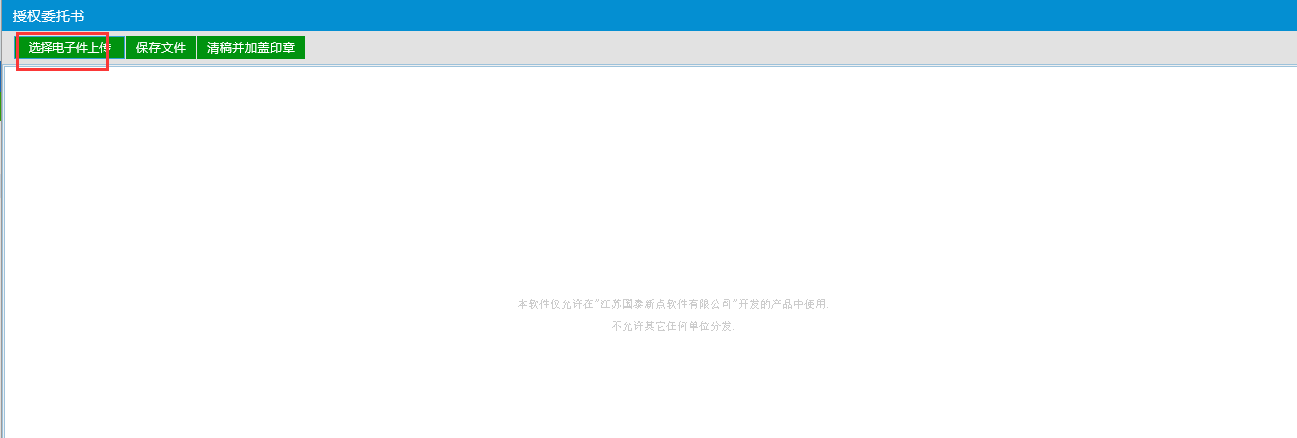 授权委托书
选择电子件上传 保存文件 清稿并加盖印章
本软件仅允许在"江苏国泰新点软件有限公司"开发的产品中使用.
不允许其它任何单位分发.